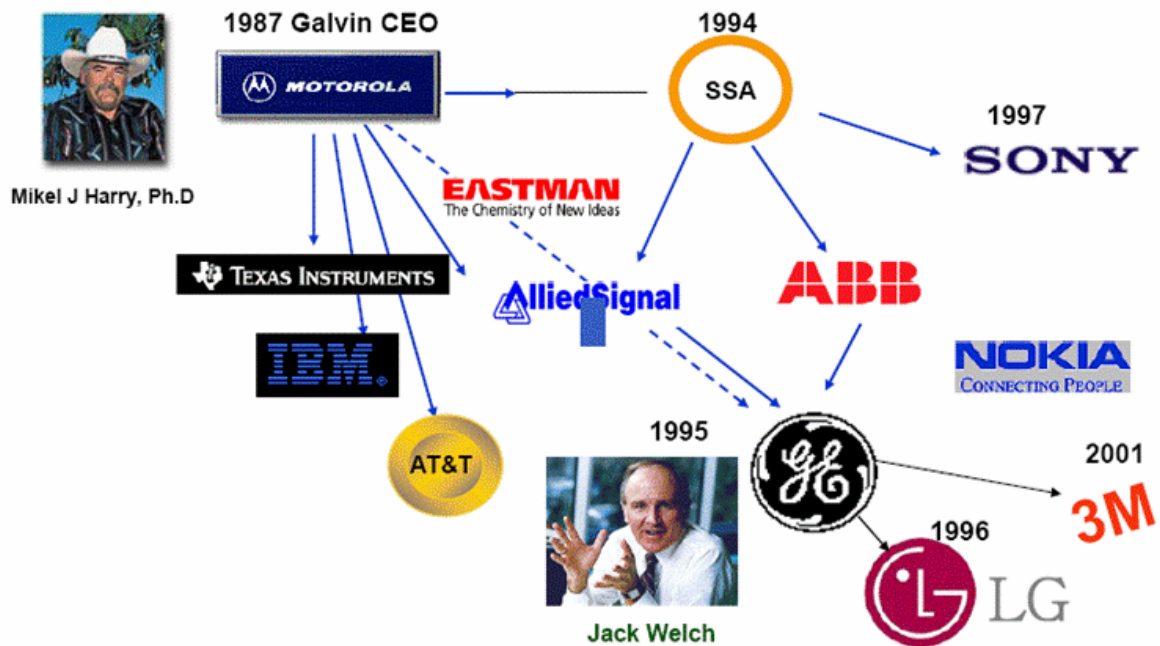 1987 Galvin CEO
MOTOROLA
1994
SSA
1997
SONY
Mikel J Harry, Ph.D
EASTMAN
The Chemistry of New Ideas
TEXAS INSTRUMENTS
AlliedSignal
ABB
IBM®
NOKIA
CONNECTING PEOPLE
AT&T
1995
GE
2001
3M
1996
LG
Jack Welch